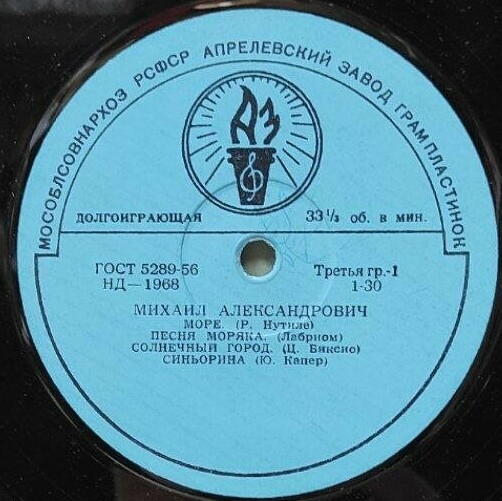 МОСОБЛСОВНАРХОЗ РСФСР АПРЕЛЕВСКИЙ ЗАВОД ГРАМПЛАСТИНОК
АЗ
ДОЛГОИГРАЮЩАЯ 33⅓ об. в мин.
ГОСТ 5289-56 Третья гр.-1
НД—1968 1-30
МИХАИЛ АЛЕКСАНДРОВИЧ
МОРЕ. (Р. Нутиле)
ПЕСНЯ МОРЯКА. (Лабрном)
СОЛНЕЧНЫЙ ГОРОД. (Ц. Биксио)
СИНЬОРИНА (Ю. Капер)